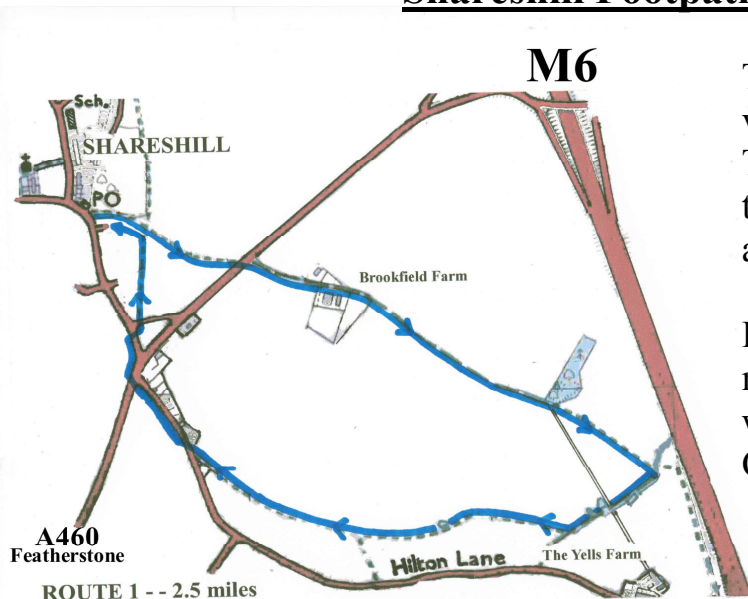 M6
Sch.
SHARESHILL
PO
Brookfield Farm
A460
Featherstone
Hilton Lane
The Yells Farm
ROUTE 1 - - 2.5 miles